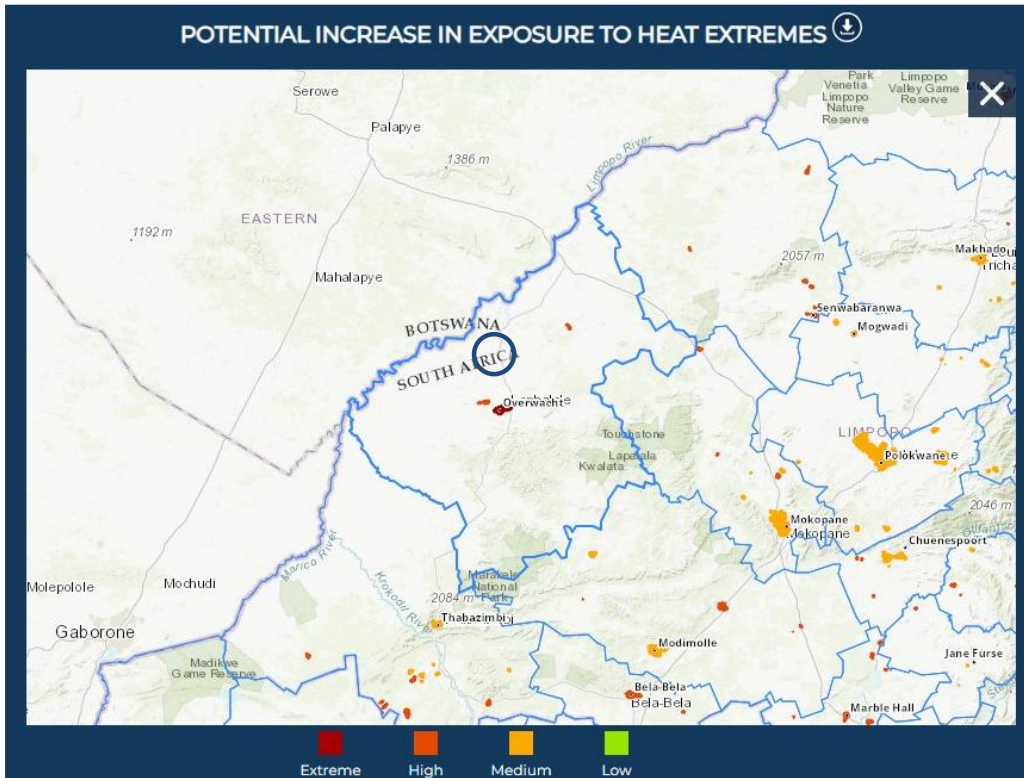 POTENTIAL INCREASE IN EXPOSURE TO HEAT EXTREMES
Park
Venetia
Limpopo
Nature
Reserve
Limpopo
Valley Game
Reserve
Serowe
Palapye
1386 m
Limpopo River
EASTERN
1192 m
2057 m
Makhado
Mahalapye
Senwabaranwa
Mogwadi
BOTSWANA
SOUTH AFRICA
Overwacht
Touchstone
Lapalala
Kwalata
LIMPOPO
Polokwane
2046 m
Mokopane
Mokopane
Chuenespoort
Marico River
Molepolole
Mochudi
Krokodil River
Marakele
National
Park
2084 m
Thabazimbi
Gaborone
Madikwe
Game Reserve
Modimolle
Jane Furse
Bela-Bela
Bela-Bela
Marble Hall
Extreme
High
Medium
Low